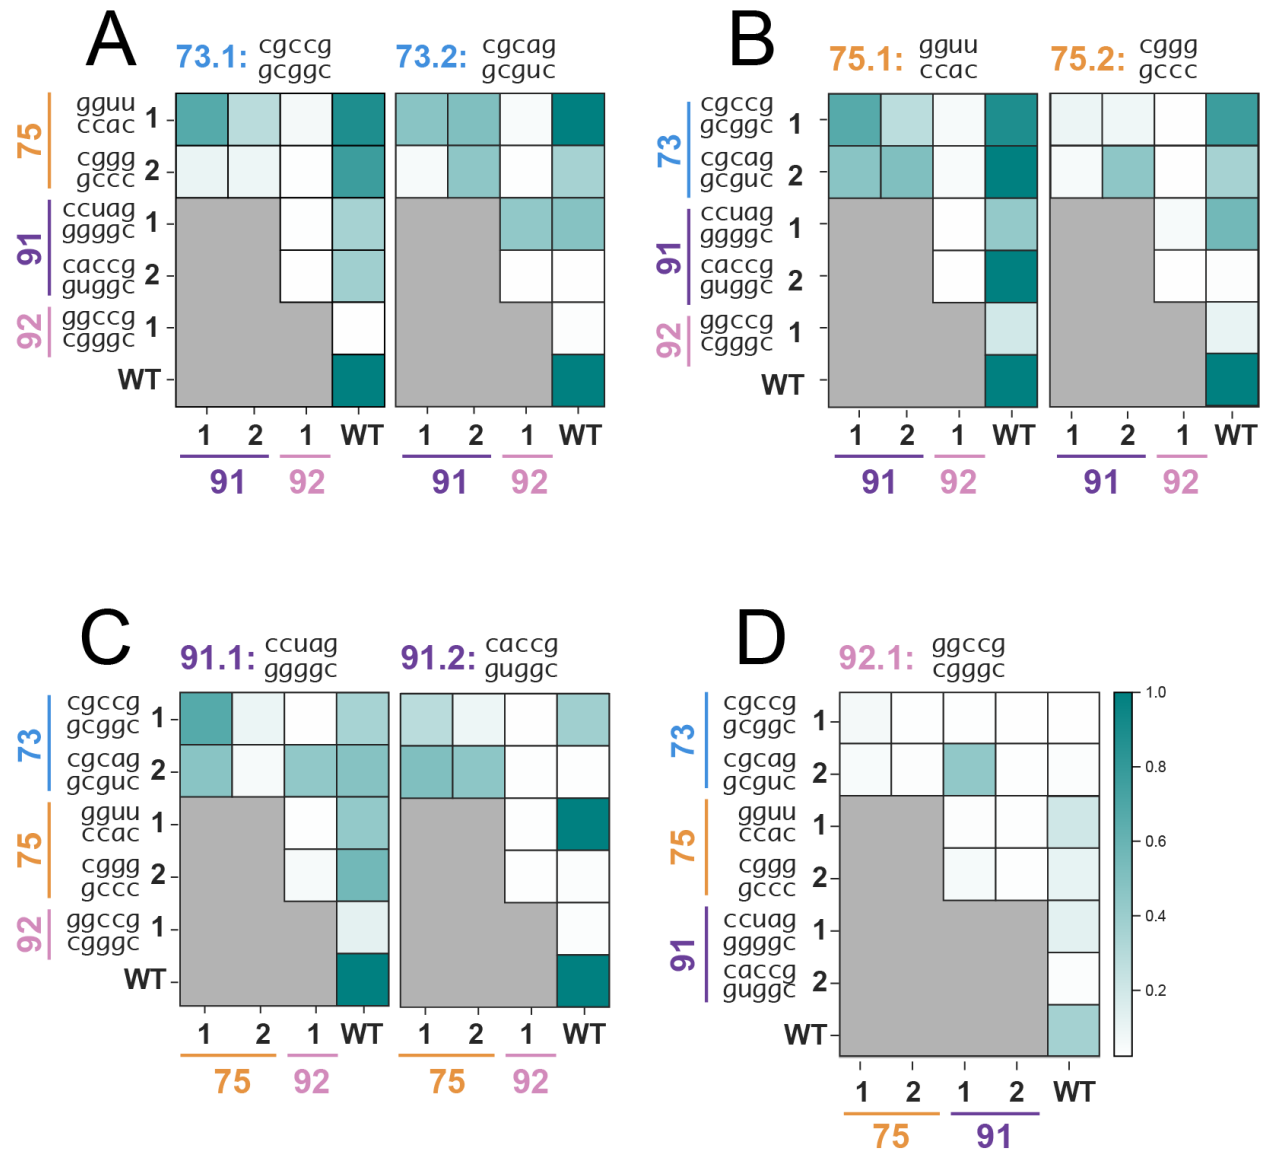 A
73.1: cgccg
gcggc
73.2: cgcag
gcguc
75
gguu
ccac
1
cggg
gccc
2
91
ccuag
ggggc
1
caccg
guggc
2
92
ggccg
cgggc
1
WT
1 2 1 WT
91 92
1 2 1 WT
91 92
B
75.1: gguu
ccac
75.2: cggg
gccc
73
cgccg
gcggc
1
cgcag
gcguc
2
91
ccuag
ggggc
1
caccg
guggc
2
92
ggccg
cgggc
1
WT
1 2 1 WT
91 92
1 2 1 WT
91 92
C
91.1: ccuag
ggggc
91.2: caccg
guggc
73
cgccg
gcggc
1
cgcag
gcguc
2
75
gguu
ccac
1
cggg
gccc
2
92
ggccg
cgggc
1
WT
1 2 1 WT
75 92
1 2 1 WT
75 92
D
92.1: ggccg
cgggc
73
cgccg
gcggc
1
cgcag
gcguc
2
75
gguu
ccac
1
cggg
gccc
2
91
ccuag
ggggc
1
caccg
guggc
2
WT
1 2 1 2 WT
75 91
1.0
0.8
0.6
0.4
0.2